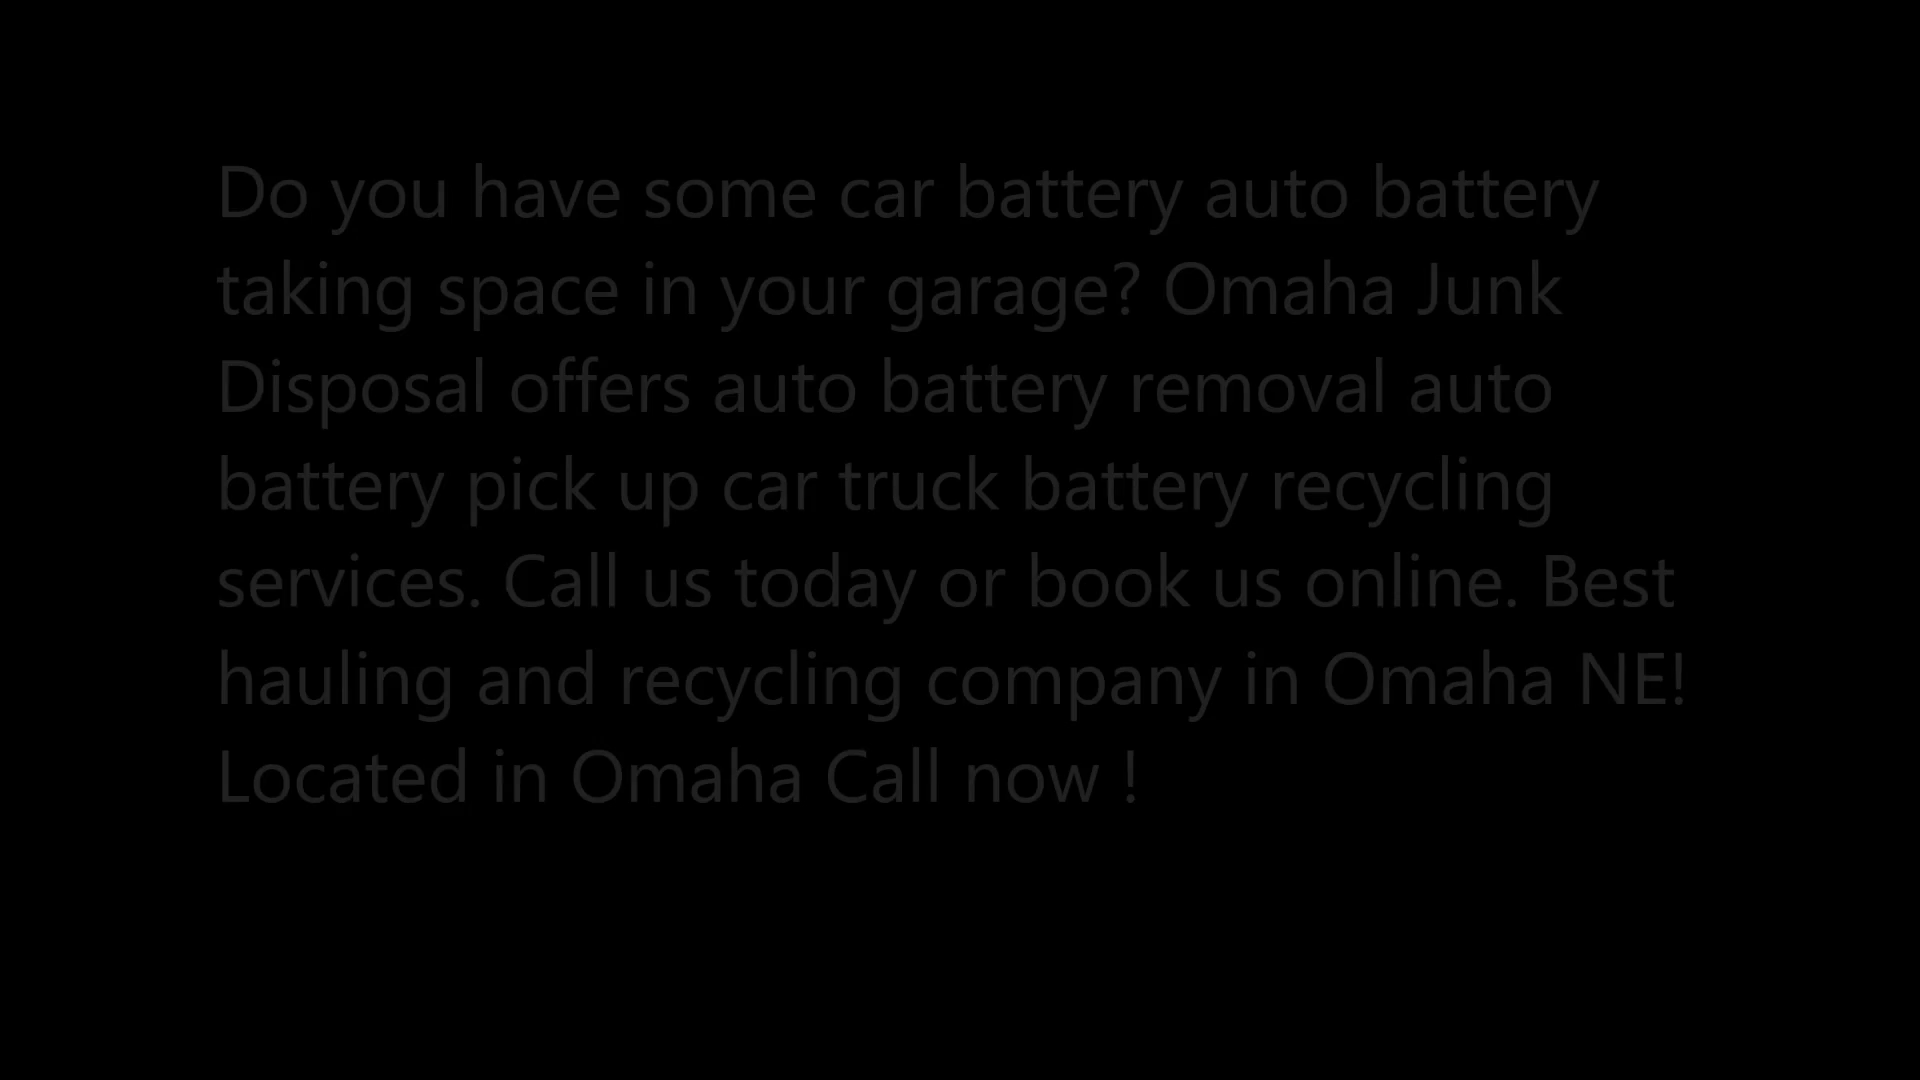 Do you have some car battery auto battery
taking space in your garage? Omaha Junk
Disposal offers auto battery removal auto
battery pick up car truck battery recycling
services. Call us today or book us online. Best
hauling and recycling company in Omaha NE!
Located in Omaha Call now !